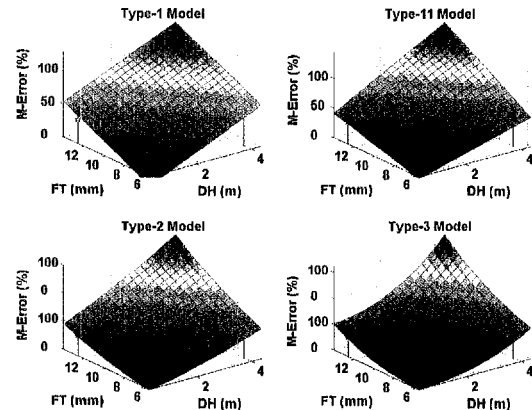 Type-1 Model
Type-11 Model
M-Error (%)
100
50
0
12
10
8
6
FT (mm)
2
4
DH (m)
M-Error (%)
100
50
0
12
10
8
6
FT (mm)
2
4
DH (m)
Type-2 Model
Type-3 Model
M-Error (%)
100
0
100
0
12
10
8
6
FT (mm)
2
4
DH (m)
M-Error (%)
100
0
100
0
12
10
8
6
FT (mm)
2
4
DH (m)